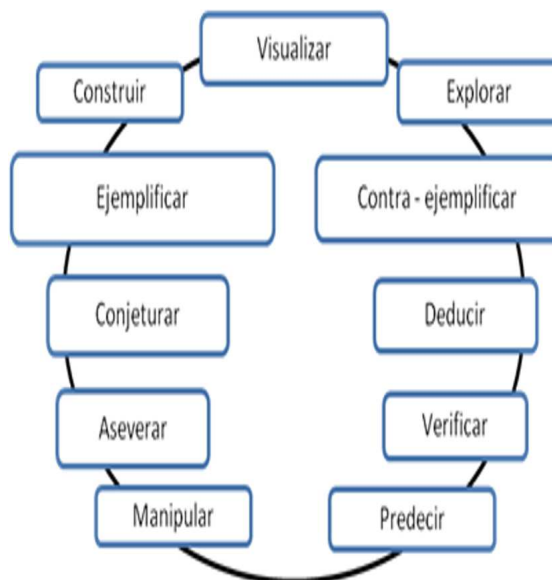 Visualizar
Construir
Explorar
Ejemplificar
Contra - ejemplificar
Conjeturar
Deducir
Aseverar
Verificar
Manipular
Predecir